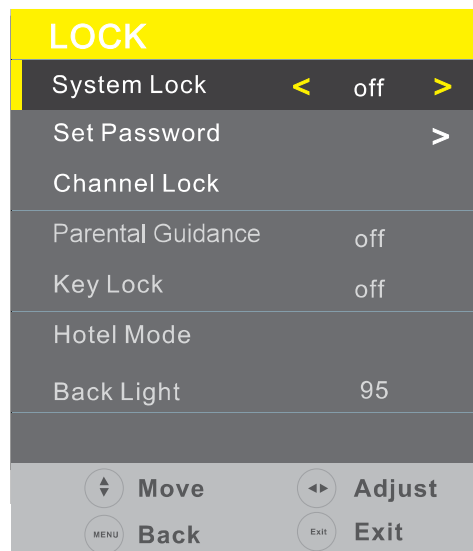 LOCK
System Lock < off >
Set Password >
Channel Lock
Parental Guidance off
Key Lock off
Hotel Mode
Back Light 95
Move Adjust
MENU Back Exit Exit